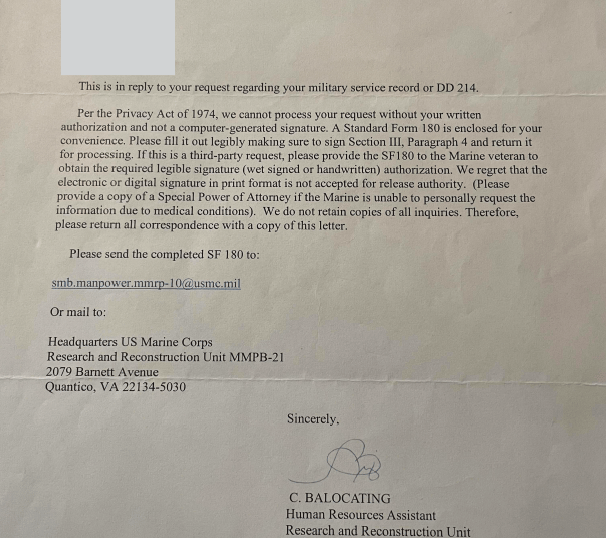 This is in reply to your request regarding your military service record or DD 214.
Per the Privacy Act of 1974, we cannot process your request without your written
authorization and not a computer-generated signature. A Standard Form 180 is enclosed for your
convenience. Please fill it out legibly making sure to sign Section III, Paragraph 4 and return it
for processing. If this is a third-party request, please provide the SF180 to the Marine veteran to
obtain the required legible signature (wet signed or handwritten) authorization. We regret that the
electronic or digital signature in print format is not accepted for release authority. (Please
provide a copy of a Special Power of Attorney if the Marine is unable to personally request the
information due to medical conditions). We do not retain copies of all inquiries. Therefore,
please return all correspondence with a copy of this letter.
Please send the completed SF 180 to:
smb.manpower.mmrp-10@usmc.mil
Or mail to:
Headquarters US Marine Corps
Research and Reconstruction Unit MMPB-21
2079 Barnett Avenue
Quantico, VA 22134-5030
Sincerely,
C. BALOCATING
Human Resources Assistant
Research and Reconstruction Unit